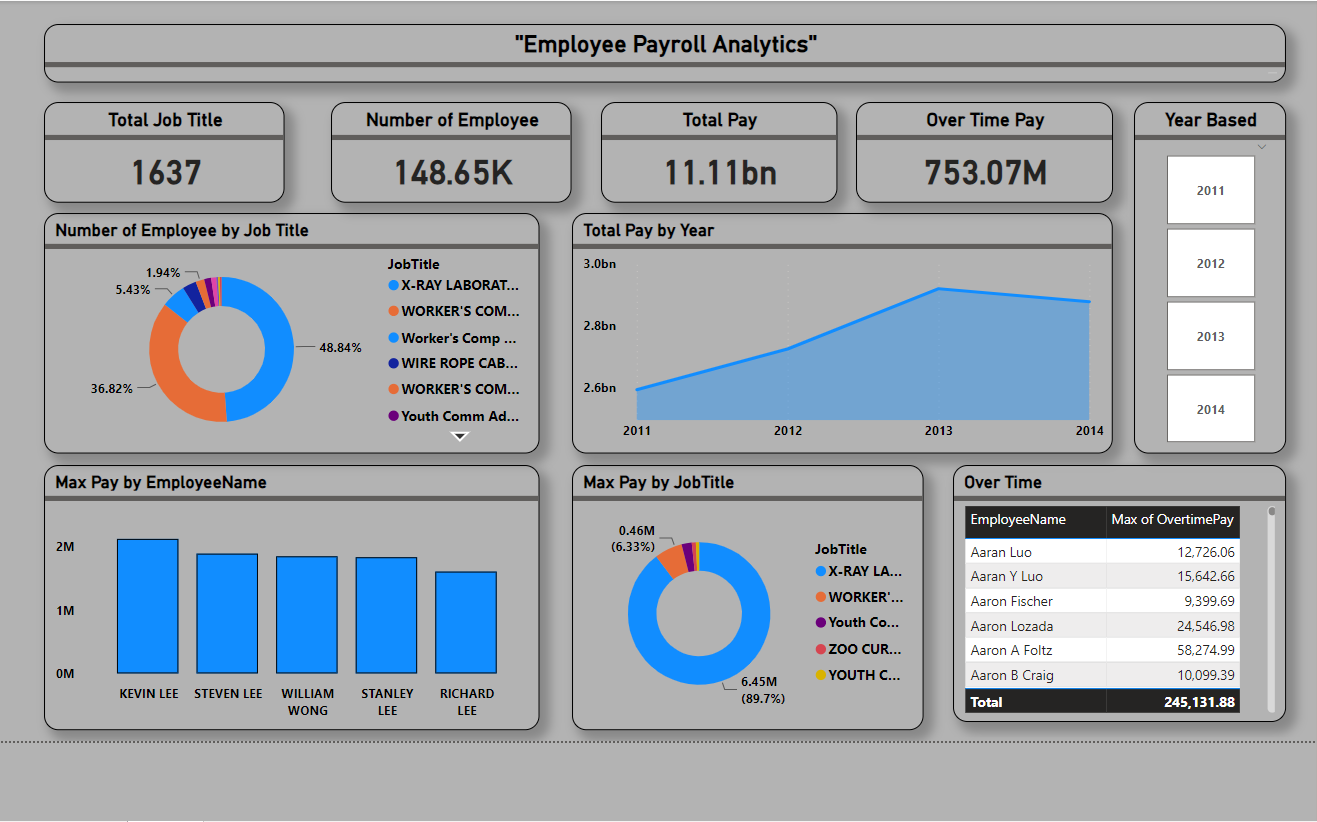 "Employee Payroll Analytics"
Total Job Title
1637
Number of Employee
148.65K
Total Pay
11.11bn
Over Time Pay
753.07M
Year Based
2011
2012
2013
2014
Number of Employee by Job Title
1.94%
5.43%
48.84%
36.82%
JobTitle
X-RAY LABORAT...
WORKER'S COM...
Worker's Comp ...
WIRE ROPE CAB...
WORKER'S COM...
Youth Comm Ad...
Total Pay by Year
3.0bn
2.8bn
2.6bn
2011 2012 2013 2014
Max Pay by EmployeeName
2M
1M
0M
KEVIN LEE STEVEN LEE WILLIAM STANLEY RICHARD
WONG LEE LEE
Max Pay by JobTitle
0.46M
(6.33%)
6.45M
(89.7%)
JobTitle
X-RAY LA...
WORKER'...
Youth Co...
ZOO CUR...
YOUTH C...
Over Time
EmployeeName Max of OvertimePay
Aaran Luo 12,726.06
Aaran Y Luo 15,642.66
Aaron Fischer 9,399.69
Aaron Lozada 24,546.98
Aaron A Foltz 58,274.99
Aaron B Craig 10,099.39
Total 245,131.88